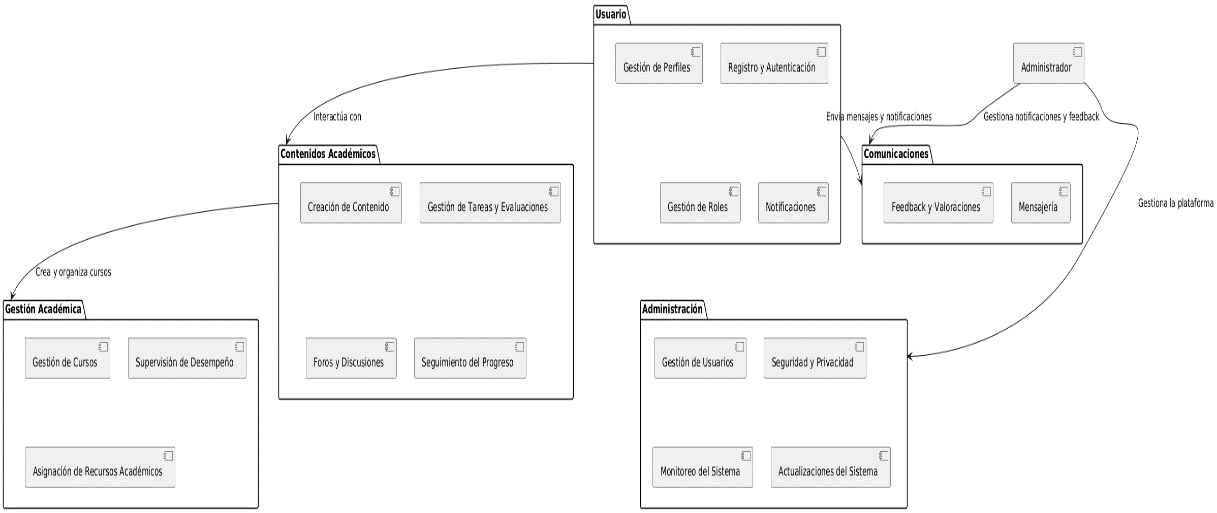 Usuario
Gestión de Perfiles
Registro y Autenticación
Administrador
Interactúa con
Envía mensajes y notificaciones
Gestiona notificaciones y feedback
Contenidos Académicos
Comunicaciones
Creación de Contenido
Gestión de Tareas y Evaluaciones
Gestión de Roles
Notificaciones
Feedback y Valoraciones
Mensajería
Gestiona la plataforma
Crea y organiza cursos
Gestión Académica
Administración
Gestión de Cursos
Supervisión de Desempeño
Foros y Discusiones
Seguimiento del Progreso
Gestión de Usuarios
Seguridad y Privacidad
Asignación de Recursos Académicos
Monitoreo del Sistema
Actualizaciones del Sistema